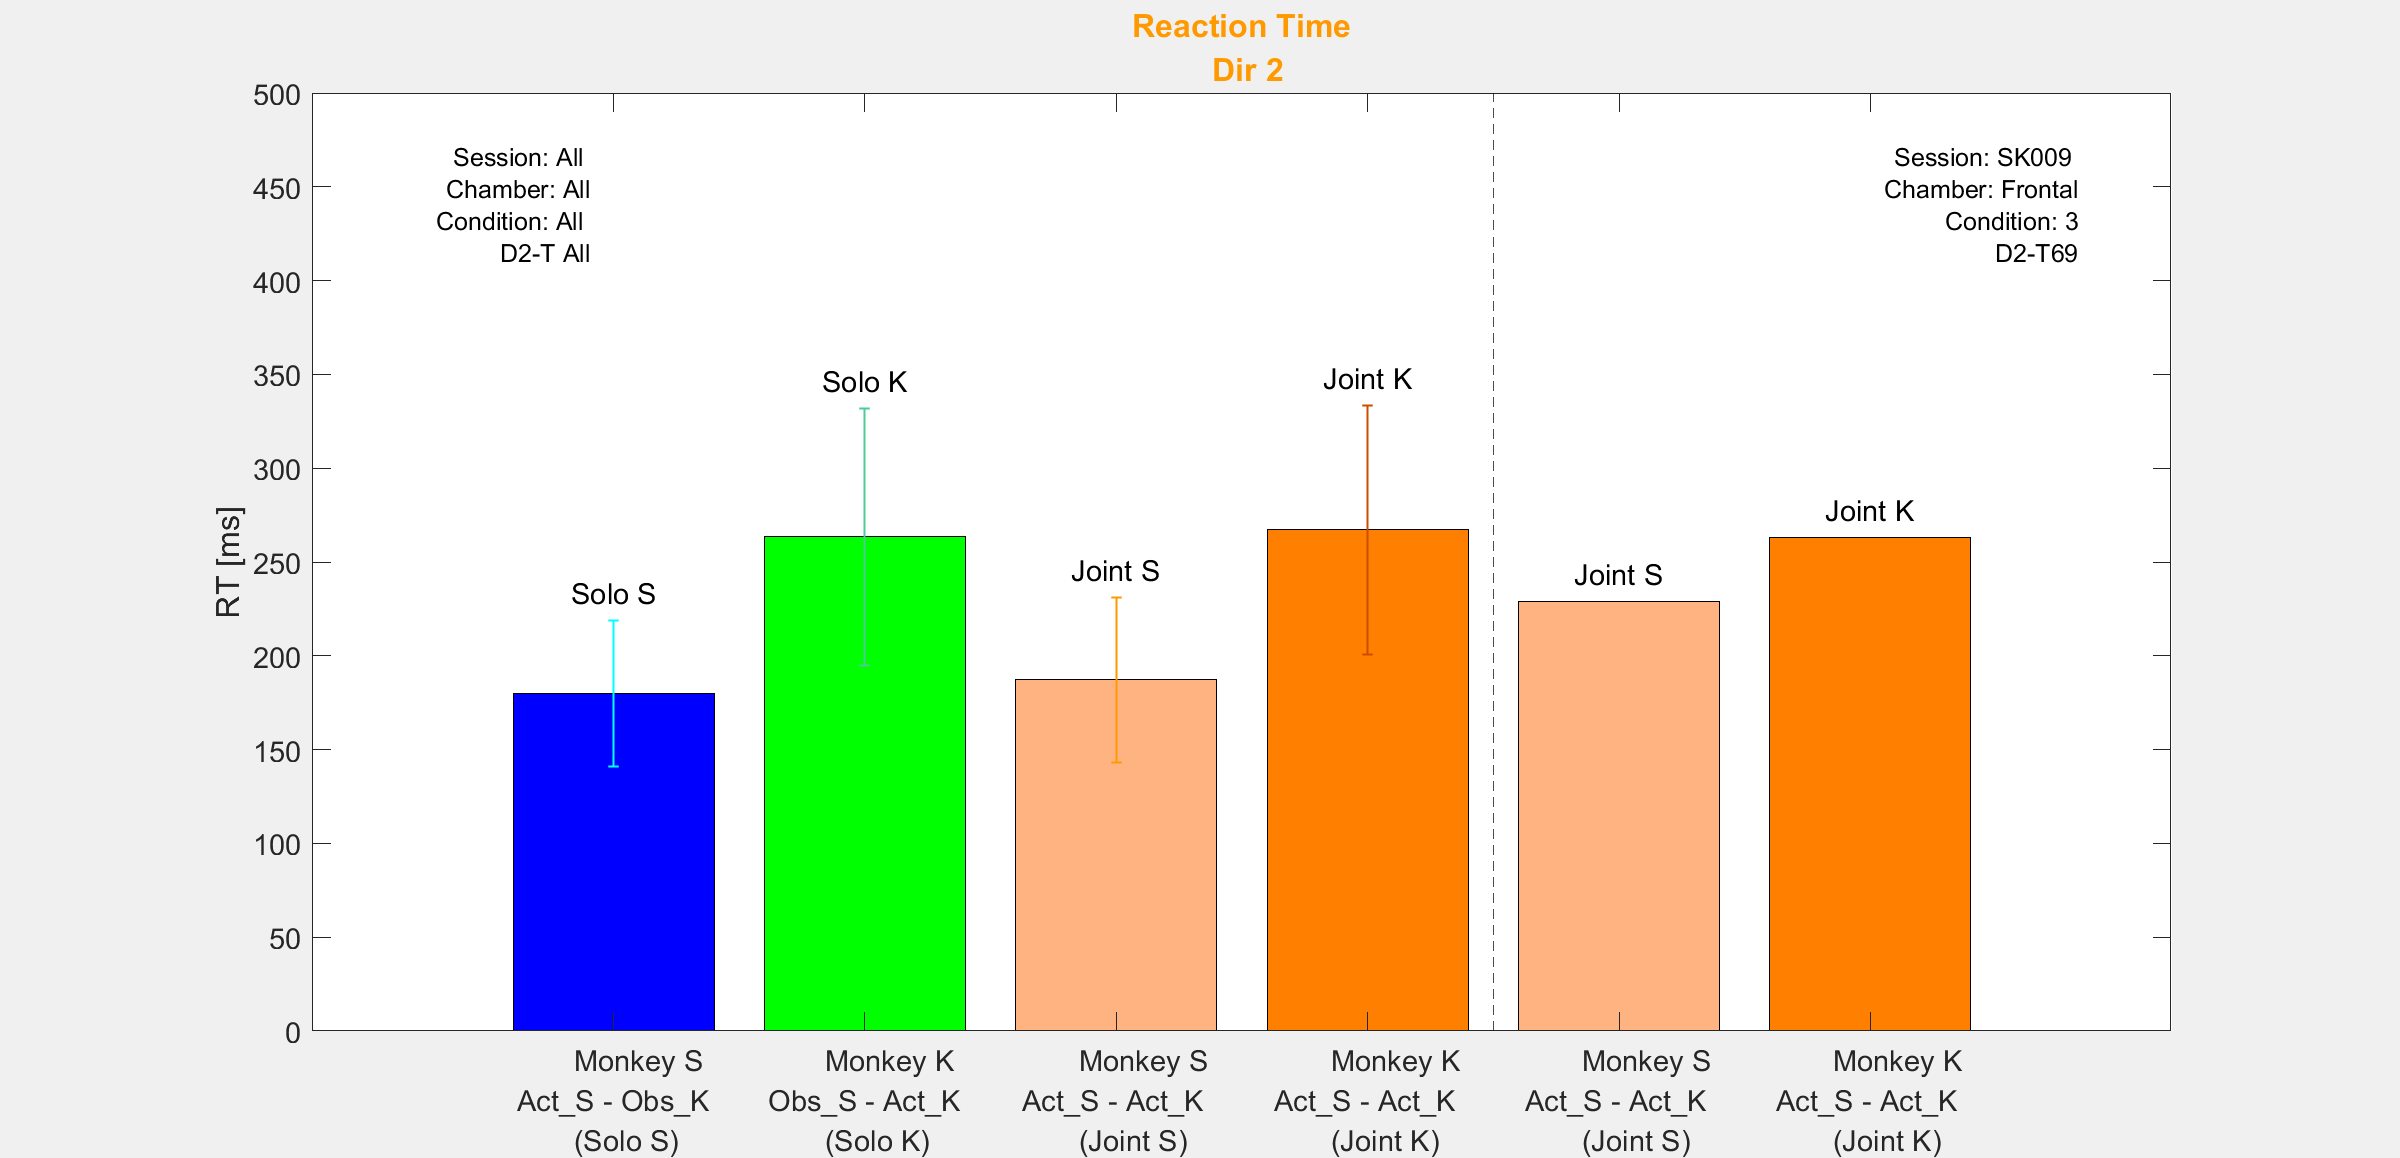 Reaction Time
Dir 2
500
450
400
350
300
250
200
150
100
50
0
RT [ms]
Session: All
Chamber: All
Condition: All
D2-T All
Session: SK009
Chamber: Frontal
Condition: 3
D2-T69
Solo S
Solo K
Joint S
Joint K
Joint S
Joint K
Monkey S
Act_S - Obs_K
(Solo S)
Monkey K
Obs_S - Act_K
(Solo K)
Monkey S
Act_S - Act_K
(Joint S)
Monkey K
Act_S - Act_K
(Joint K)
Monkey S
Act_S - Act_K
(Joint S)
Monkey K
Act_S - Act_K
(Joint K)